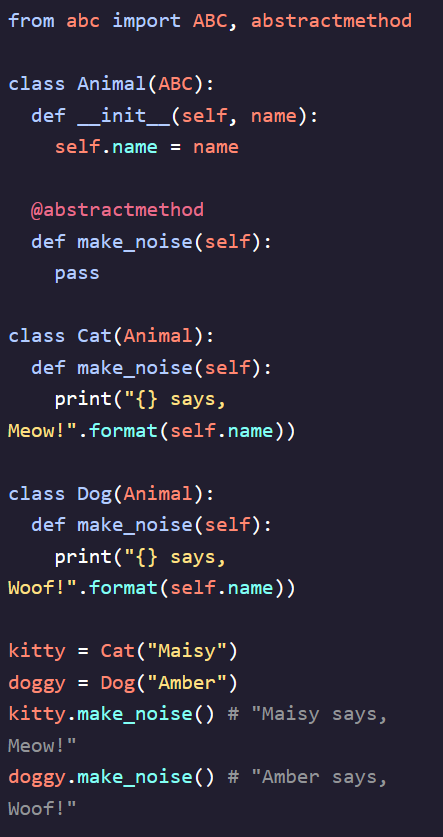 from abc import ABC, abstractmethod

class Animal(ABC):
  def __init__(self, name):
    self.name = name

  @abstractmethod
  def make_noise(self):
    pass

class Cat(Animal):
  def make_noise(self):
    print("{} says,
Meow!".format(self.name))

class Dog(Animal):
  def make_noise(self):
    print("{} says,
Woof!".format(self.name))

kitty = Cat("Maisy")
doggy = Dog("Amber")
kitty.make_noise() # "Maisy says,
Meow!"
doggy.make_noise() # "Amber says,
Woof!"